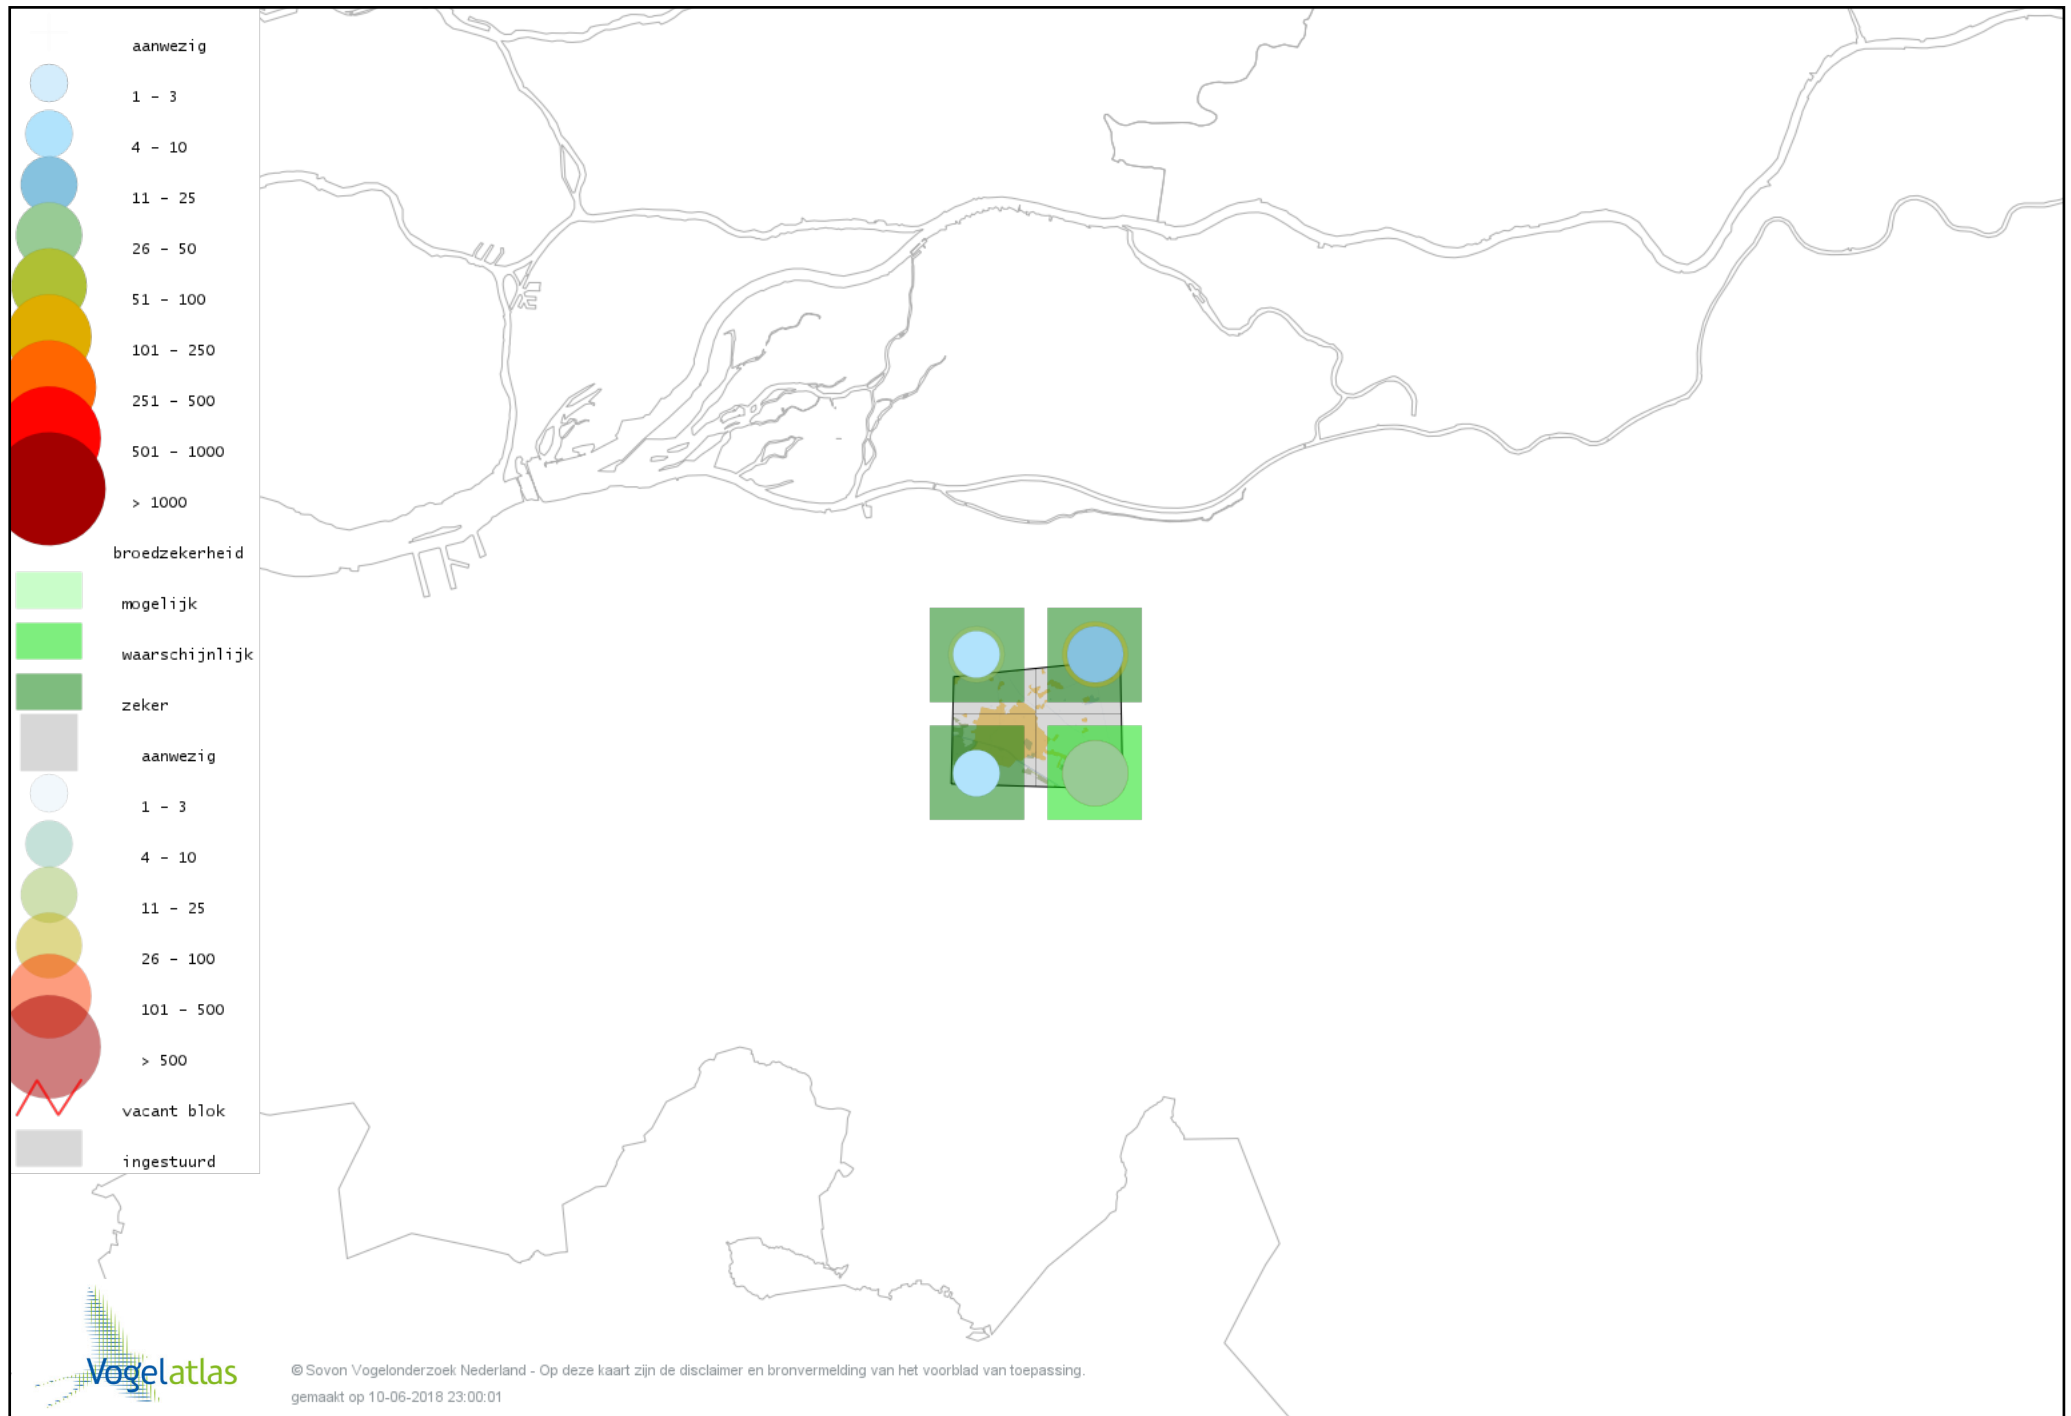 aanwezig
1 - 3
4 - 10
11 - 25
26 - 50
51 - 100
101 - 250
251 - 500
501 - 1000
> 1000
broedzekerheid
mogelijk
waarschijnlijk
zeker
aanwezig
1 - 3
4 - 10
11 - 25
26 - 100
101 - 500
> 500
vacant blok
ingestuurd
Vogelatlas
© Sovon Vogelonderzoek Nederland - Op deze kaart zijn de disclaimer en bronvermelding van het voorblad van toepassing.
gemaakt op 10-06-2018 23:00:01